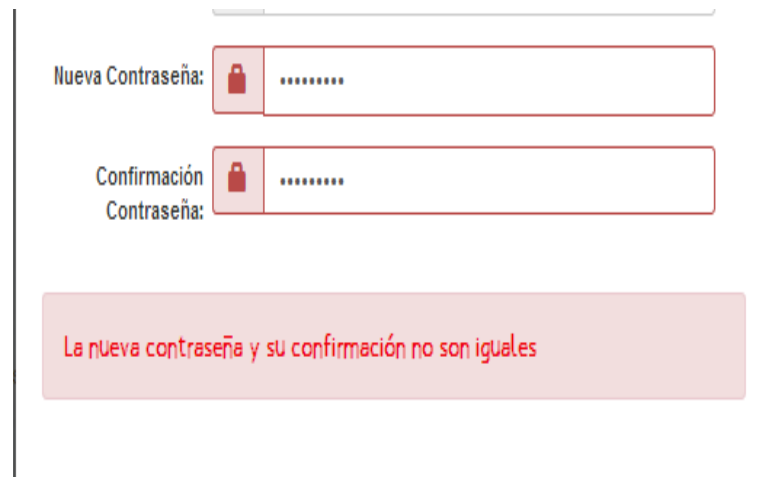 Nueva Contraseña:
•••••••••
Confirmación
Contraseña:
•••••••••
La nueva contraseña y su confirmación no son iguales